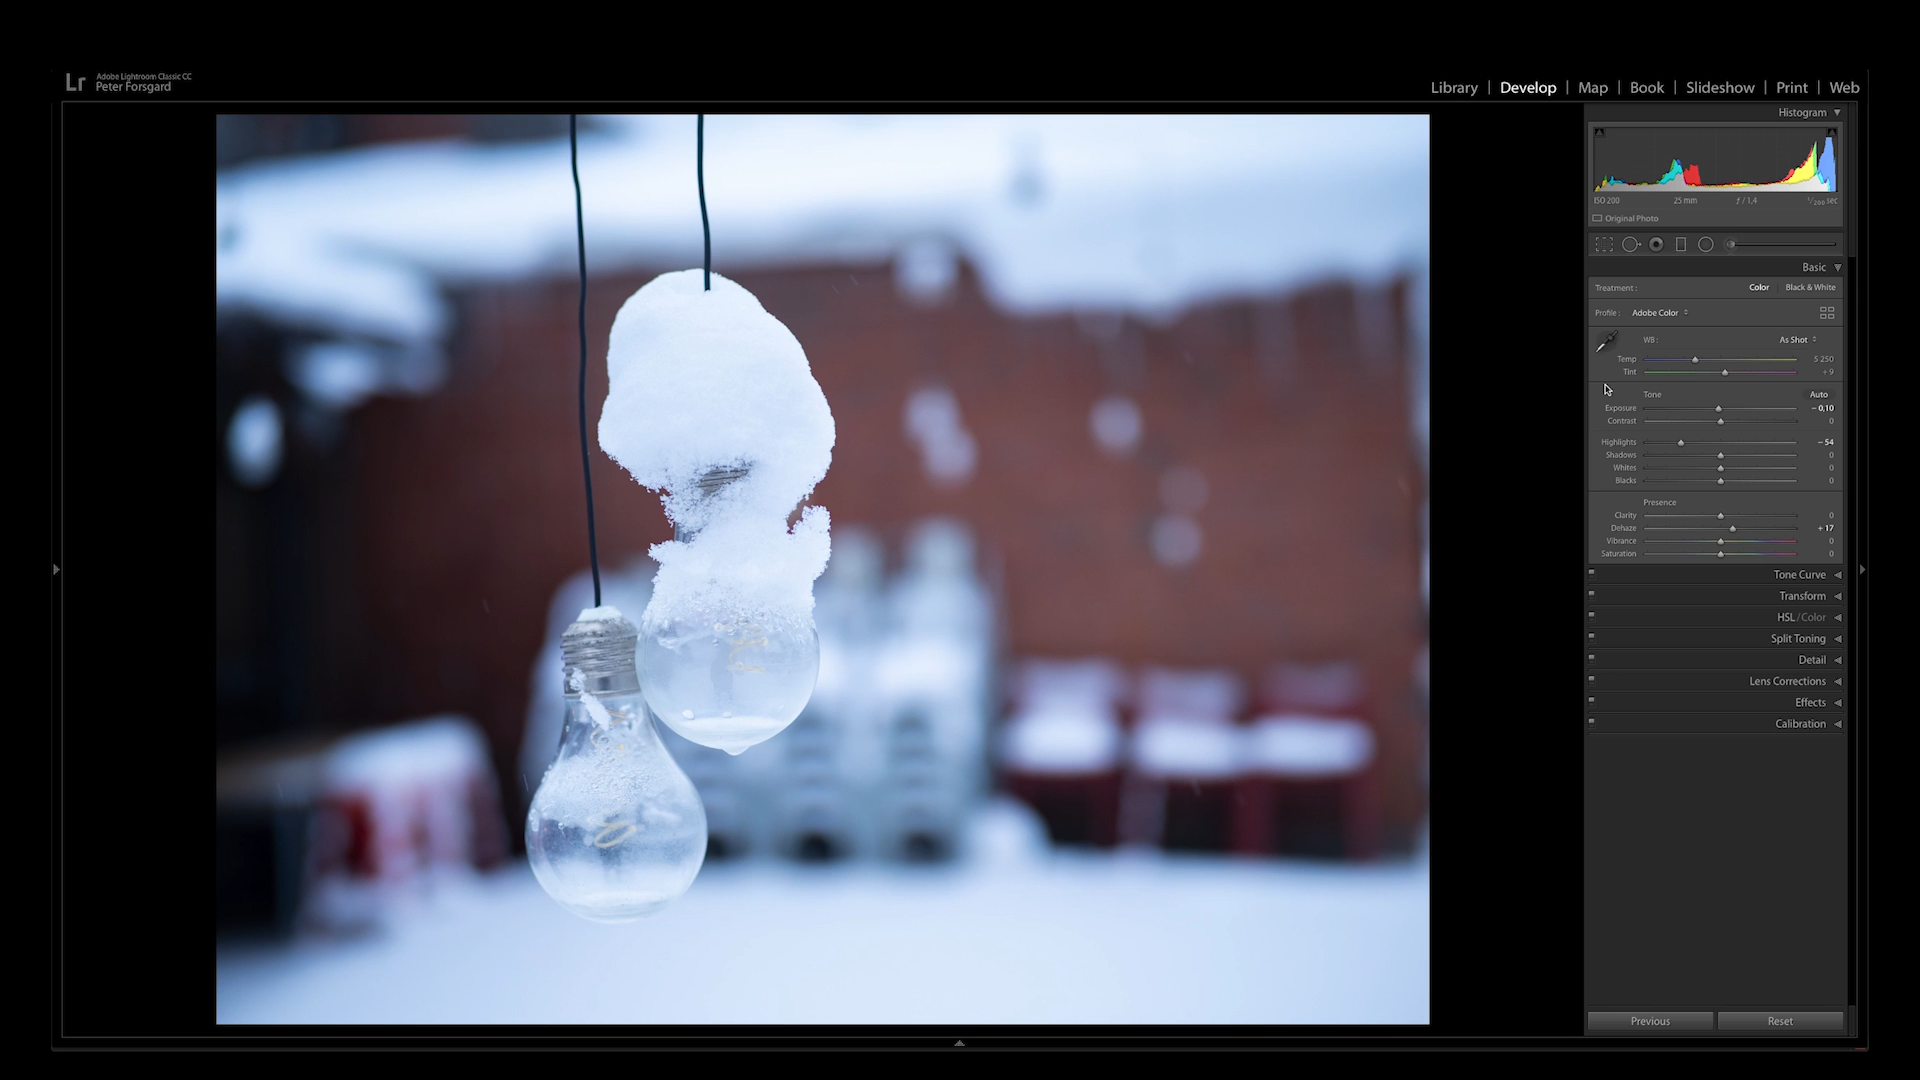 Lr Adobe Lightroom Classic CC
Peter Forsgard
Library | Develop | Map | Book | Slideshow | Print | Web
Histogram
ISO 200 25 mm ƒ / 1,4 1/200 sec
Original Photo
Basic
Treatment : Color Black & White
Profile : Adobe Color
WB : As Shot
Temp 5 250
Tint + 9
Tone Auto
Exposure − 0,10
Contrast 0
Highlights − 54
Shadows 0
Whites 0
Blacks 0
Presence
Clarity 0
Dehaze + 17
Vibrance 0
Saturation 0
Tone Curve
Transform
HSL / Color
Split Toning
Detail
Lens Corrections
Effects
Calibration
Previous Reset